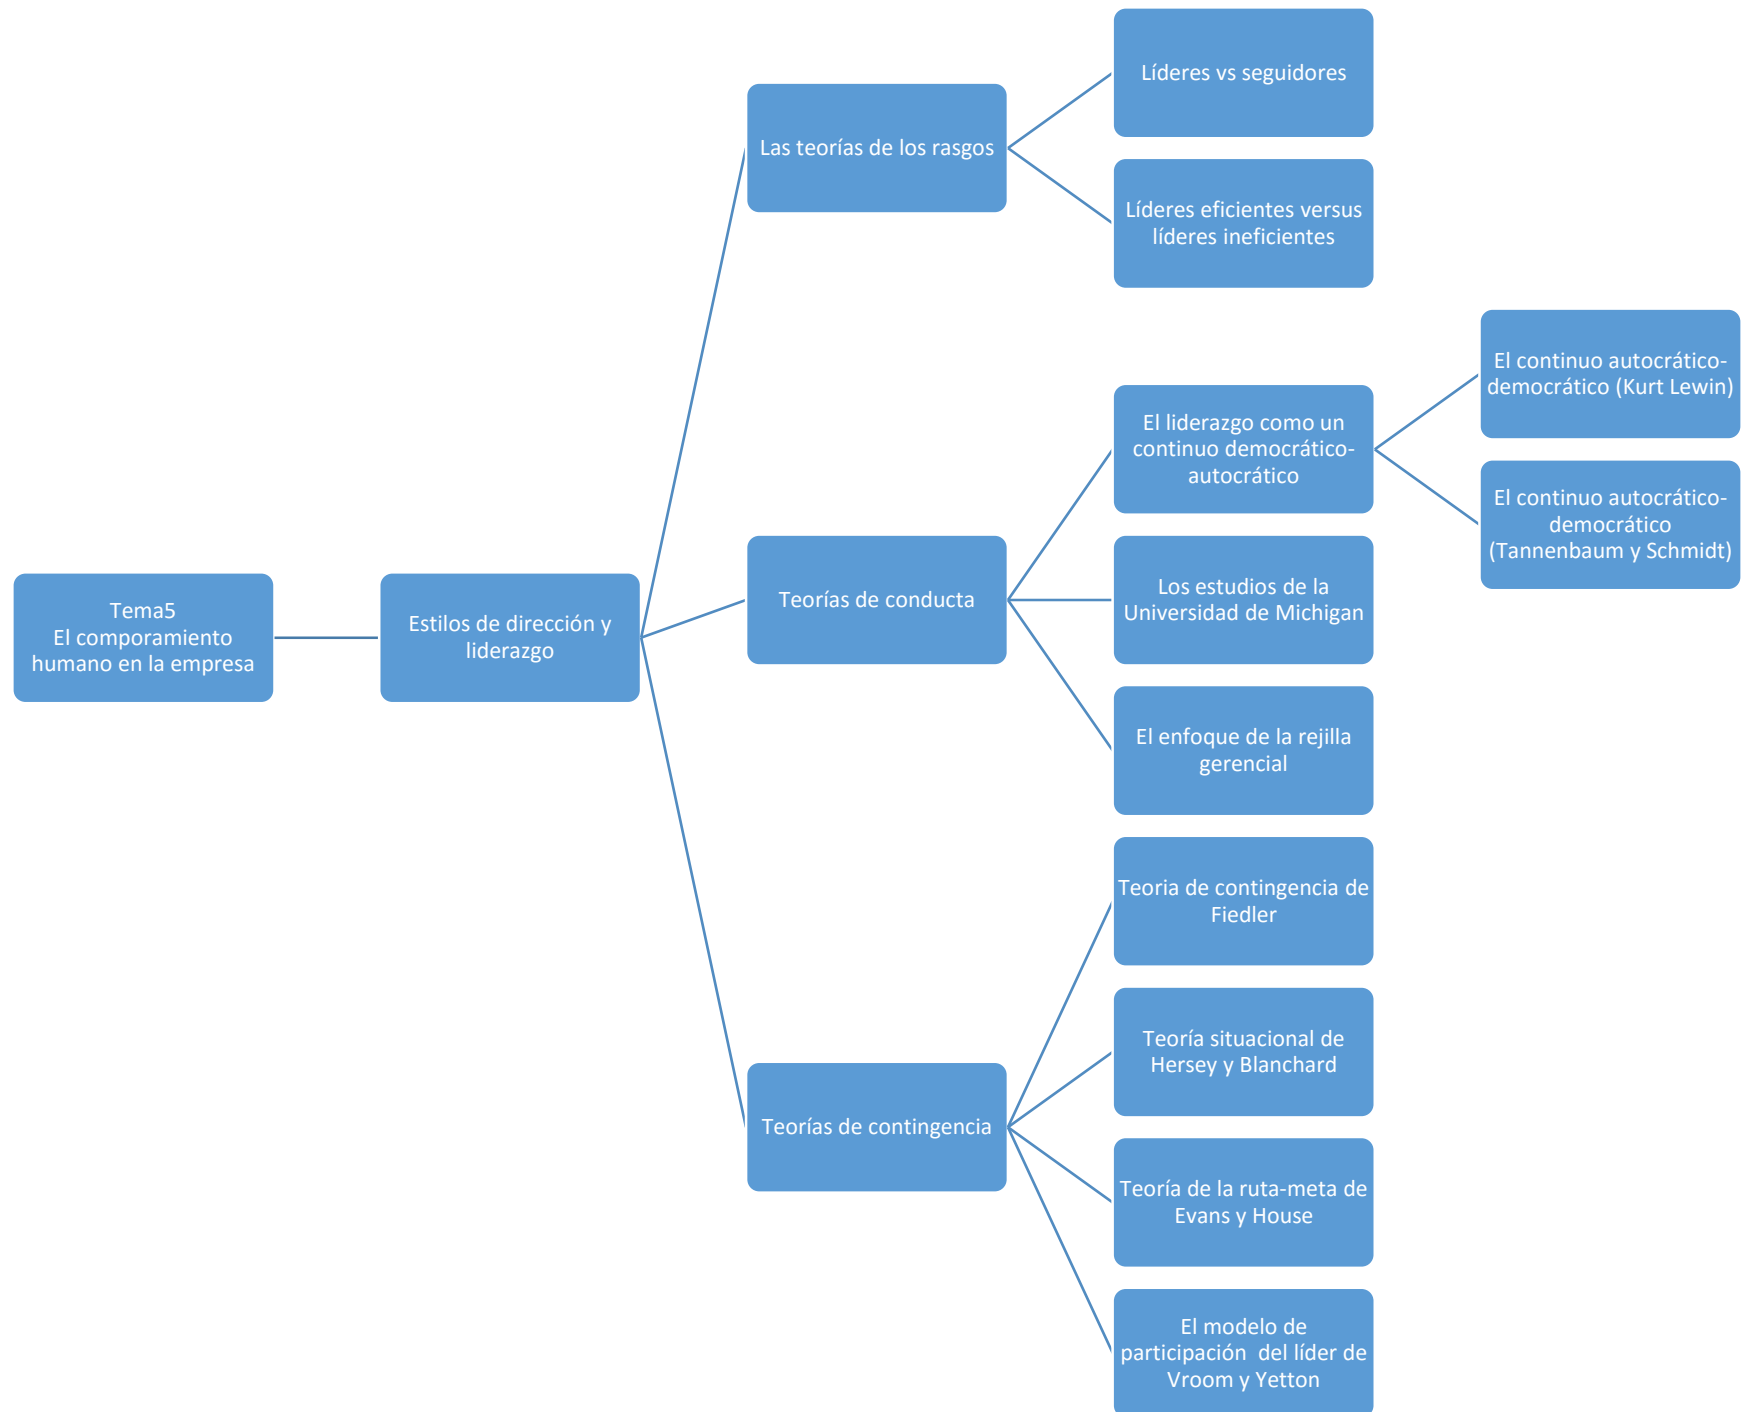 Tema5
El comporamiento
humano en la empresa
Estilos de dirección y
liderazgo
Las teorías de los rasgos
Líderes vs seguidores
Líderes eficientes versus
líderes ineficientes
Teorías de conducta
El liderazgo como un
continuo democrático-
autocrático
El continuo autocrático-
democrático (Kurt Lewin)
El continuo autocrático-
democrático
(Tannenbaum y Schmidt)
Los estudios de la
Universidad de Michigan
El enfoque de la rejilla
gerencial
Teorías de contingencia
Teoria de contingencia de
Fiedler
Teoría situacional de
Hersey y Blanchard
Teoría de la ruta-meta de
Evans y House
El modelo de
participación  del líder de
Vroom y Yetton